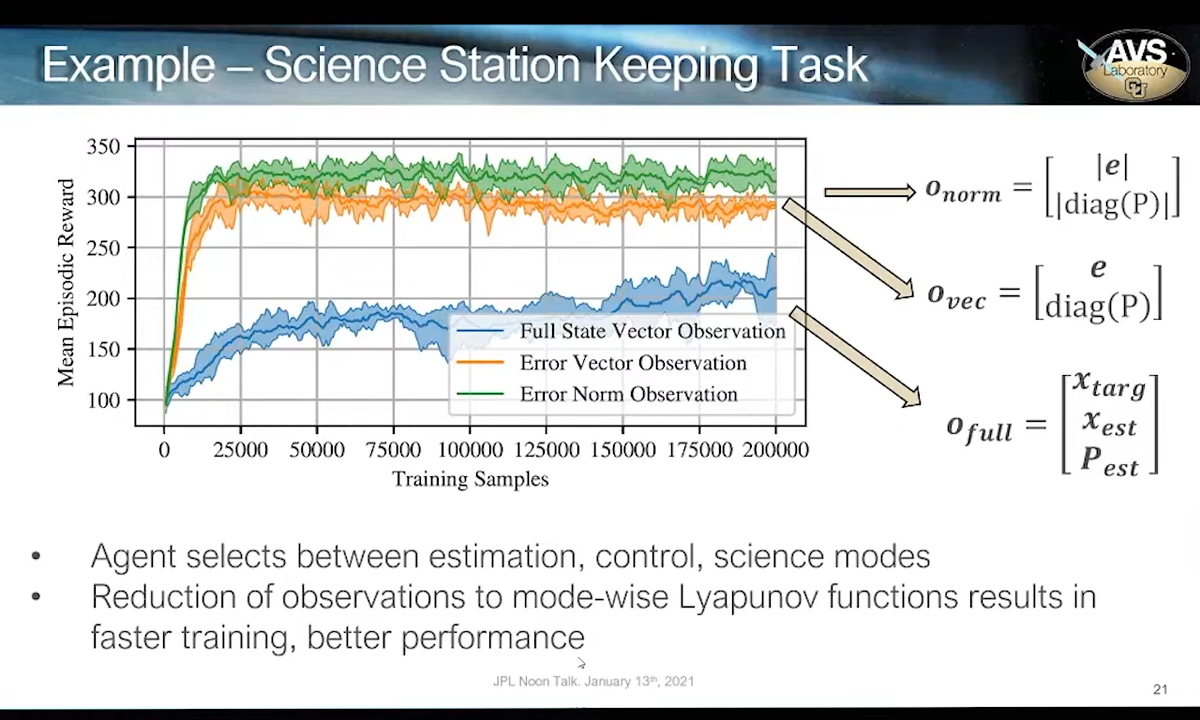 Example – Science Station Keeping Task
AVS
Laboratory
CU
350
300
250
200
150
100
Mean Episodic Reward
Full State Vector Observation
Error Vector Observation
Error Norm Observation
0 25000 50000 75000 100000 125000 150000 175000 200000
Training Samples
o_norm = [|e| |diag(P)|]
o_vec = [e diag(P)]
o_full = [x_targ x_est P_est]
• Agent selects between estimation, control, science modes
• Reduction of observations to mode-wise Lyapunov functions results in
faster training, better performance
JPL Noon Talk. January 13th, 2021
21